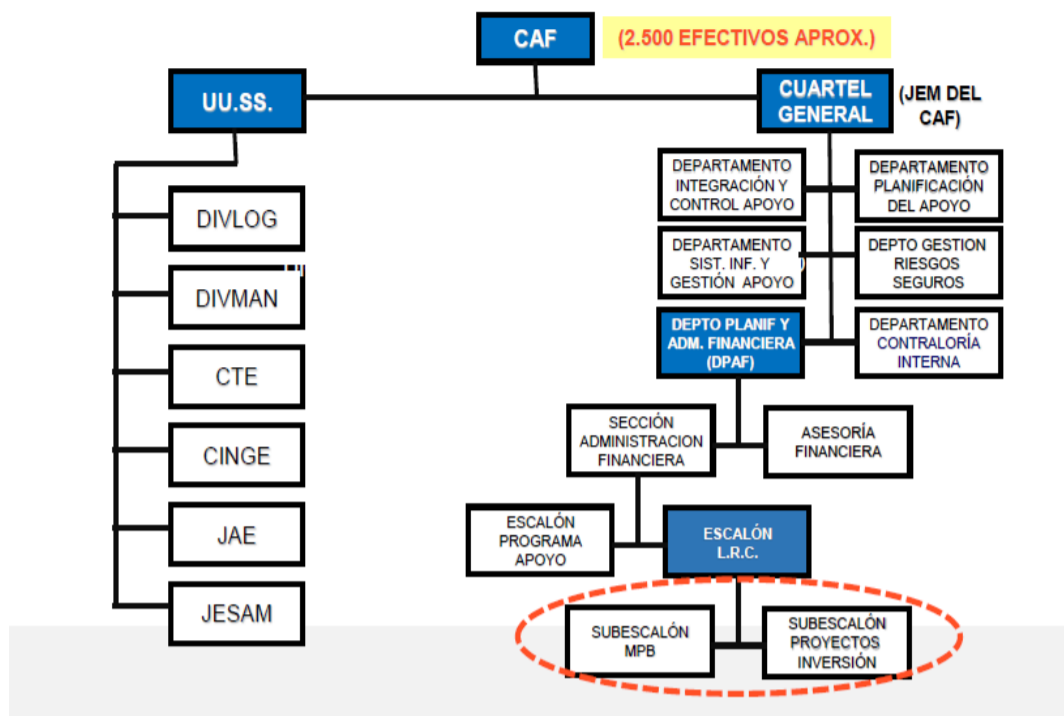 CAF
(2.500 EFECTIVOS APROX.)
UU.SS.
CUARTEL
GENERAL
(JEM DEL
CAF)
DEPARTAMENTO
INTEGRACIÓN Y
CONTROL APOYO
DEPARTAMENTO
PLANIFICACIÓN
DEL APOYO
DIVLOG
DEPARTAMENTO
SIST. INF. Y
GESTIÓN APOYO
DEPTO GESTION
RIESGOS
SEGUROS
DIVMAN
DEPTO PLANIF Y
ADM. FINANCIERA
(DPAF)
DEPARTAMENTO
CONTRALORÍA
INTERNA
CTE
SECCIÓN
ADMINISTRACION
FINANCIERA
ASESORÍA
FINANCIERA
CINGE
JAE
ESCALÓN
PROGRAMA
APOYO
ESCALÓN
L.R.C.
JESAM
SUBESCALÓN
MPB
SUBESCALÓN
PROYECTOS
INVERSIÓN